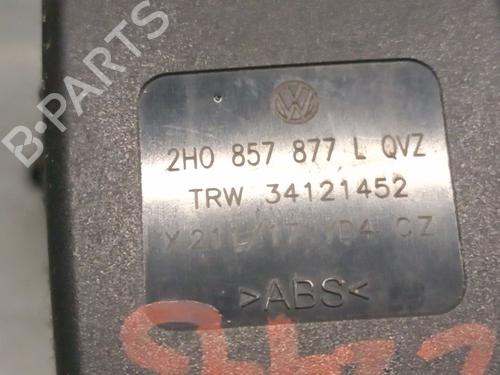 B-PARTS
2H0 857 877 L QVZ
TRW 34121452
>ABS<